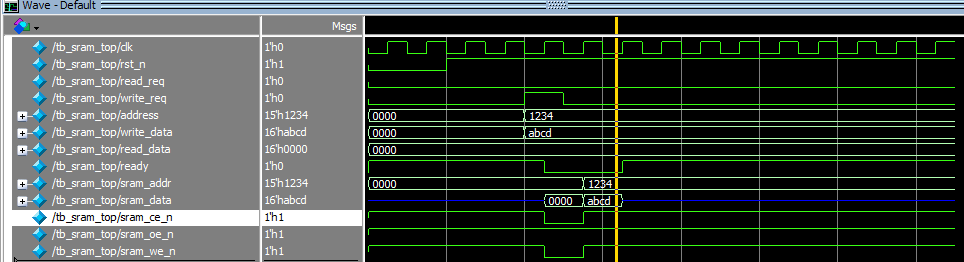 Wave - Default
Msgs
/tb_sram_top/clk 1'h0
/tb_sram_top/rst_n 1'h1
/tb_sram_top/read_req 1'h0
/tb_sram_top/write_req 1'h0
/tb_sram_top/address 15'h1234 0000 1234
/tb_sram_top/write_data 16'habcd 0000 abcd
/tb_sram_top/read_data 16'h0000 0000
/tb_sram_top/ready 1'h0
/tb_sram_top/sram_addr 15'h1234 0000 1234
/tb_sram_top/sram_data 16'habcd 0000 abcd
/tb_sram_top/sram_ce_n 1'h1
/tb_sram_top/sram_oe_n 1'h1
/tb_sram_top/sram_we_n 1'h1